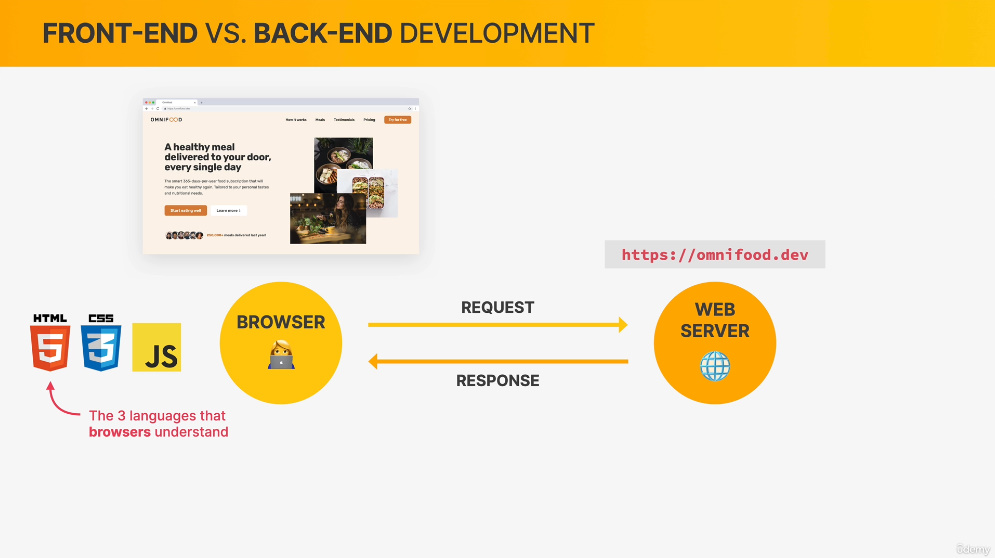 FRONT-END VS. BACK-END DEVELOPMENT
OMNIFOOD
How it works Meals Testimonials Pricing Try for free
A healthy meal
delivered to your door,
every single day
The smart 365-days-per-year food subscription that will
make you eat healthy again. Tailored to your personal tastes
and nutritional needs.
Start eating well Learn more ↓
meals delivered last year!
https://omnifood.dev
HTML
CSS
5
3
JS
BROWSER
REQUEST
RESPONSE
WEB
SERVER
The 3 languages that
browsers understand